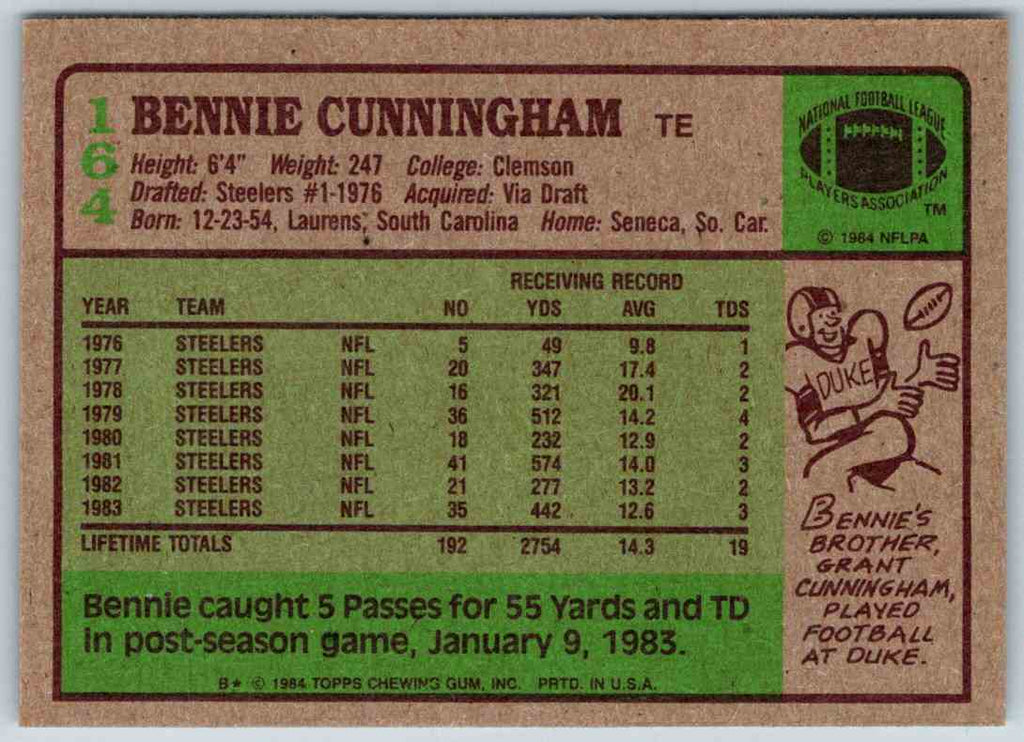 164
BENNIE CUNNINGHAM TE
Height: 6'4" Weight: 247 College: Clemson
Drafted: Steelers #1-1976 Acquired: Via Draft
Born: 12-23-54, Laurens, South Carolina Home: Seneca, So. Car.
NATIONAL FOOTBALL LEAGUE
PLAYERS ASSOCIATION
TM
© 1984 NFLPA
RECEIVING RECORD
YEAR TEAM NO YDS AVG TDS
1976 STEELERS NFL 5 49 9.8 1
1977 STEELERS NFL 20 347 17.4 2
1978 STEELERS NFL 16 321 20.1 2
1979 STEELERS NFL 36 512 14.2 4
1980 STEELERS NFL 18 232 12.9 2
1981 STEELERS NFL 41 574 14.0 3
1982 STEELERS NFL 21 277 13.2 2
1983 STEELERS NFL 35 442 12.6 3
LIFETIME TOTALS 192 2754 14.3 19
Bennie caught 5 Passes for 55 Yards and TD
in post-season game, January 9, 1983.
B* © 1984 TOPPS CHEWING GUM, INC. PRTD. IN U.S.A.
DUKE
BENNIE'S
BROTHER,
GRANT
CUNNINGHAM,
PLAYED
FOOTBALL
AT DUKE.